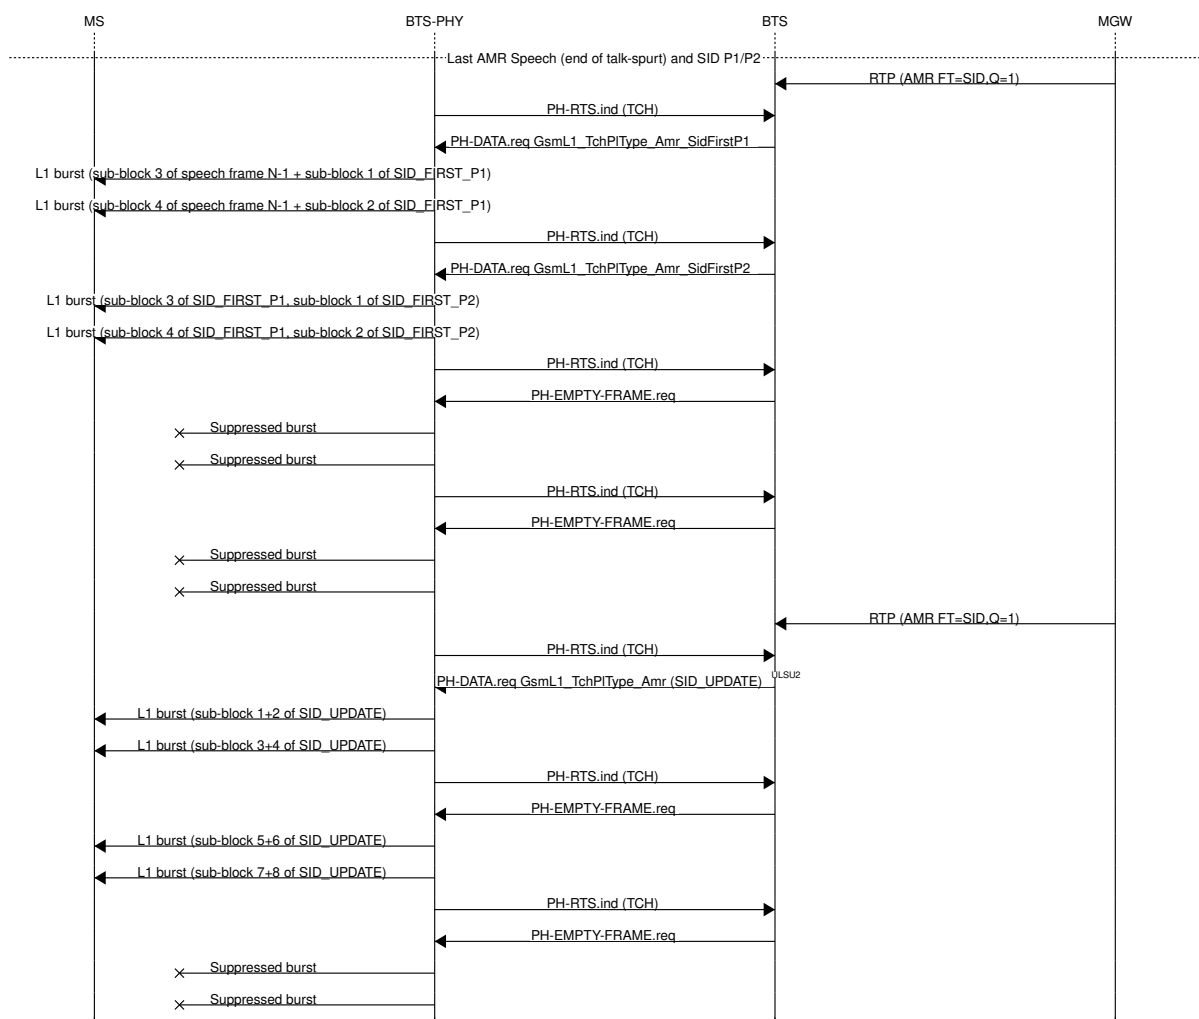 MS BTS-PHY BTS MGW
Last AMR Speech (end of talk-spurt) and SID P1/P2
RTP (AMR FT=SID,Q=1)
PH-RTS.ind (TCH)
PH-DATA.req GsmL1_TchPlType_Amr_SidFirstP1
L1 burst (sub-block 3 of speech frame N-1 + sub-block 1 of SID_FIRST_P1)
L1 burst (sub-block 4 of speech frame N-1 + sub-block 2 of SID_FIRST_P1)
PH-RTS.ind (TCH)
PH-DATA.req GsmL1_TchPlType_Amr_SidFirstP2
L1 burst (sub-block 3 of SID_FIRST_P1, sub-block 1 of SID_FIRST_P2)
L1 burst (sub-block 4 of SID_FIRST_P1, sub-block 2 of SID_FIRST_P2)
PH-RTS.ind (TCH)
PH-EMPTY-FRAME.req
Suppressed burst
Suppressed burst
PH-RTS.ind (TCH)
PH-EMPTY-FRAME.req
Suppressed burst
Suppressed burst
RTP (AMR FT=SID,Q=1)
PH-RTS.ind (TCH)
PH-DATA.req GsmL1_TchPlType_Amr (SID_UPDATE) ULSU2
L1 burst (sub-block 1+2 of SID_UPDATE)
L1 burst (sub-block 3+4 of SID_UPDATE)
PH-RTS.ind (TCH)
PH-EMPTY-FRAME.req
L1 burst (sub-block 5+6 of SID_UPDATE)
L1 burst (sub-block 7+8 of SID_UPDATE)
PH-RTS.ind (TCH)
PH-EMPTY-FRAME.req
Suppressed burst
Suppressed burst